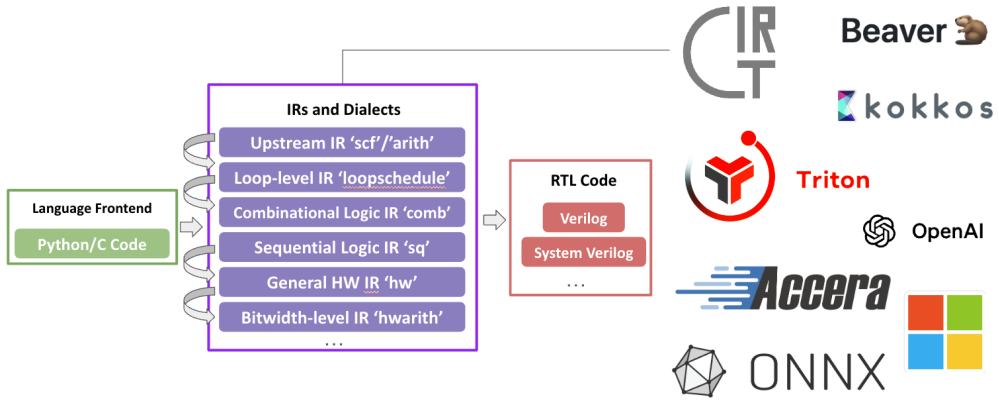 Language Frontend
Python/C Code
IRs and Dialects
Upstream IR ‘scf’/’arith’
Loop-level IR ‘loopschedule’
Combinational Logic IR ‘comb’
Sequential Logic IR ‘sq’
General HW IR ‘hw’
Bitwidth-level IR ‘hwarith’
...
RTL Code
Verilog
System Verilog
...
CIRT
Beaver
kokkos
Triton
OpenAI
Accera
ONNX